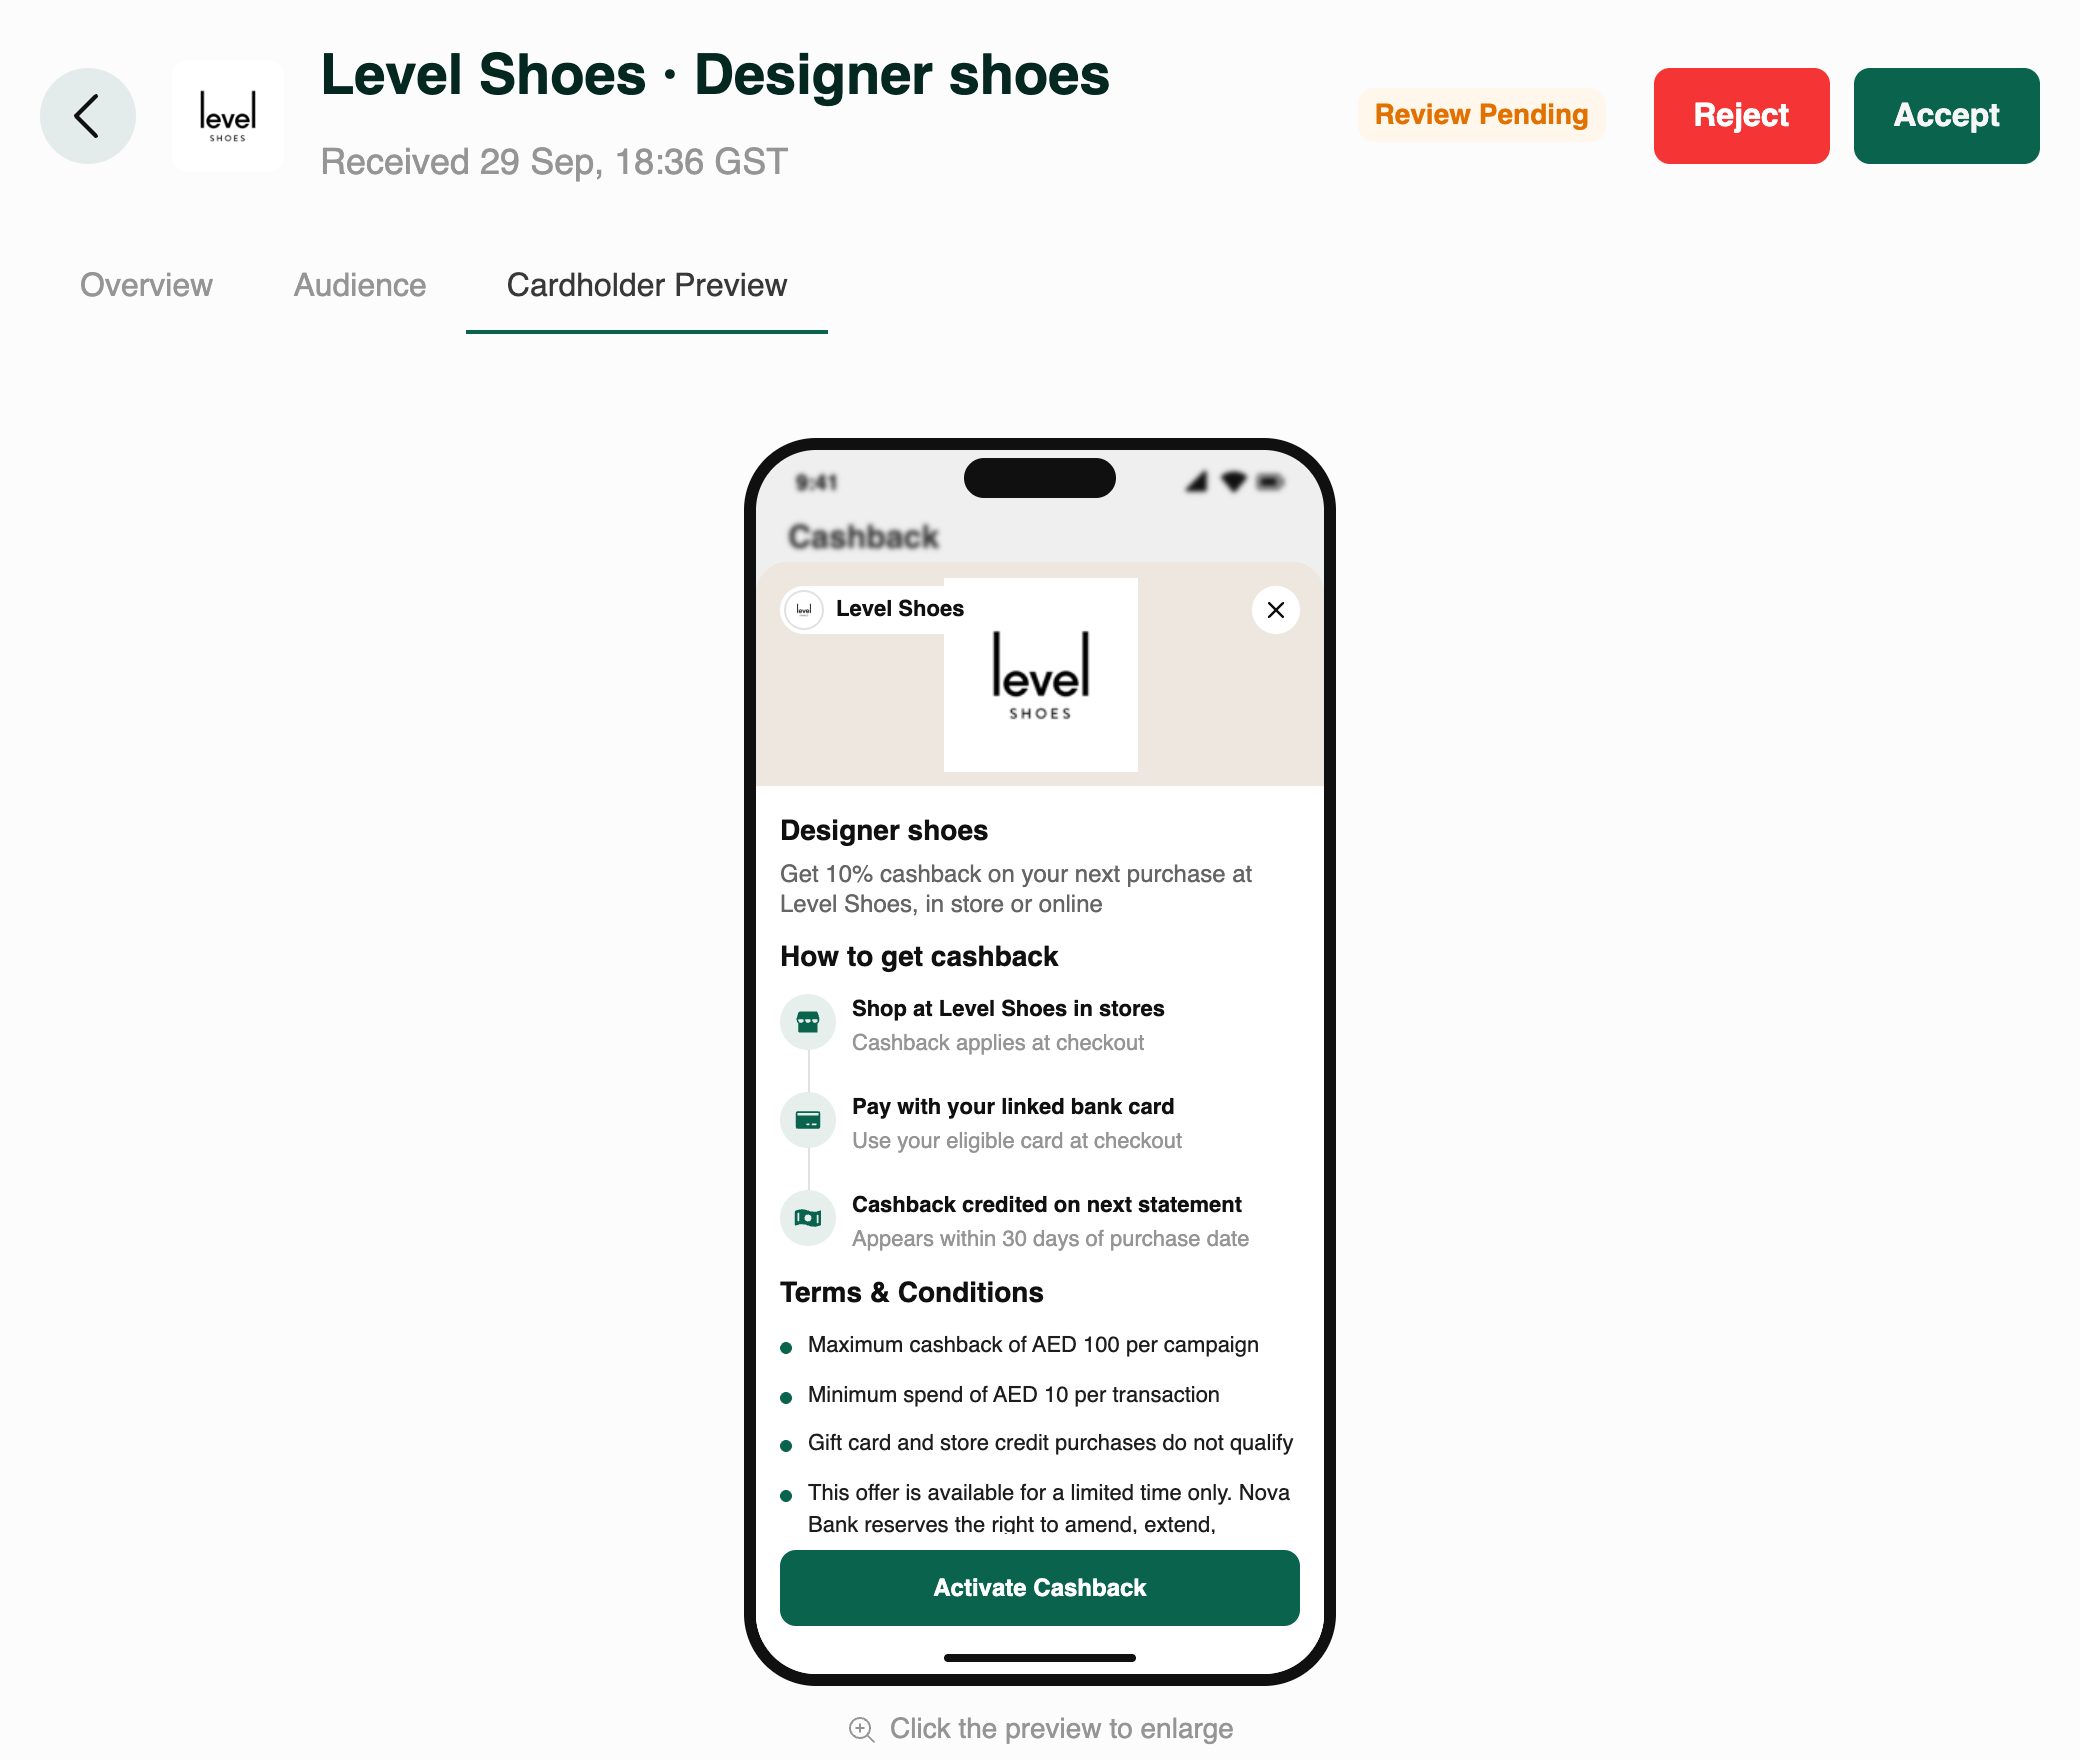 level
SHOES
Level Shoes · Designer shoes
Received 29 Sep, 18:36 GST
Review Pending
Reject
Accept
Overview
Audience
Cardholder Preview
9:41
Cashback
level
Level Shoes
level
SHOES
Designer shoes
Get 10% cashback on your next purchase at
Level Shoes, in store or online
How to get cashback
Shop at Level Shoes in stores
Cashback applies at checkout
Pay with your linked bank card
Use your eligible card at checkout
Cashback credited on next statement
Appears within 30 days of purchase date
Terms & Conditions
Maximum cashback of AED 100 per campaign
Minimum spend of AED 10 per transaction
Gift card and store credit purchases do not qualify
This offer is available for a limited time only. Nova
Bank reserves the right to amend, extend,
Activate Cashback
Click the preview to enlarge